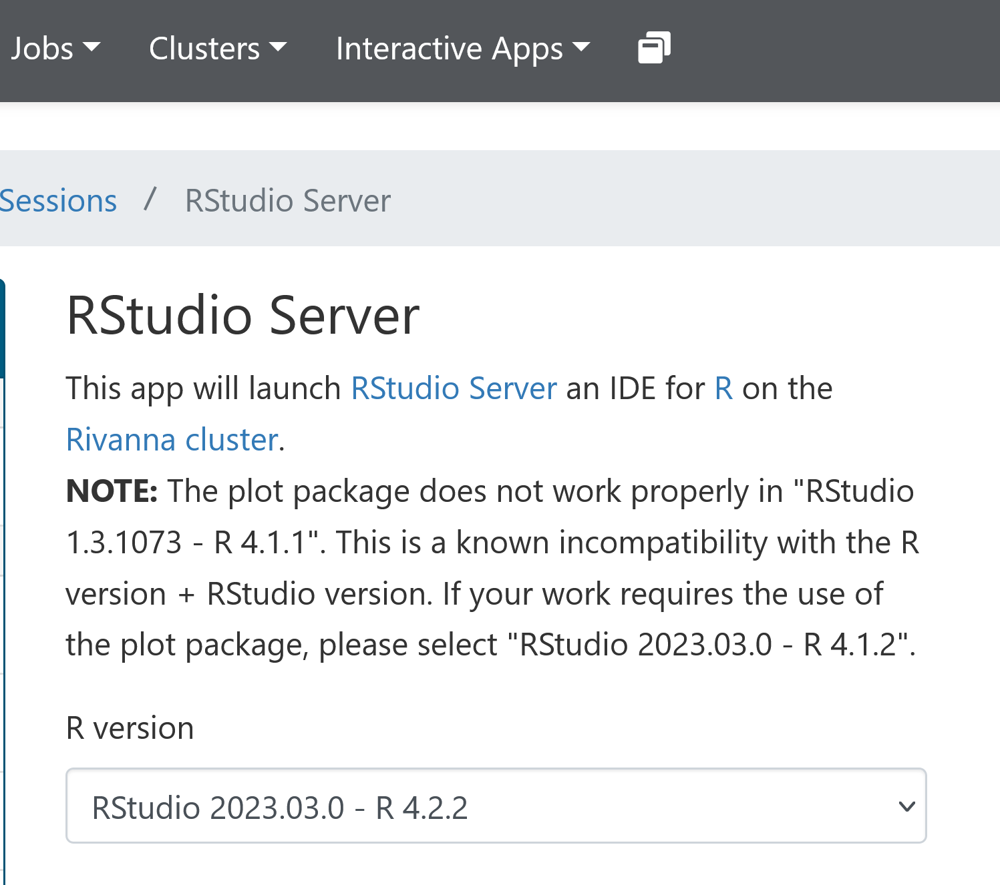 Jobs Clusters Interactive Apps
Sessions / RStudio Server
RStudio Server
This app will launch RStudio Server an IDE for R on the
Rivanna cluster.
NOTE: The plot package does not work properly in "RStudio
1.3.1073 - R 4.1.1". This is a known incompatibility with the R
version + RStudio version. If your work requires the use of
the plot package, please select "RStudio 2023.03.0 - R 4.1.2".
R version
RStudio 2023.03.0 - R 4.2.2